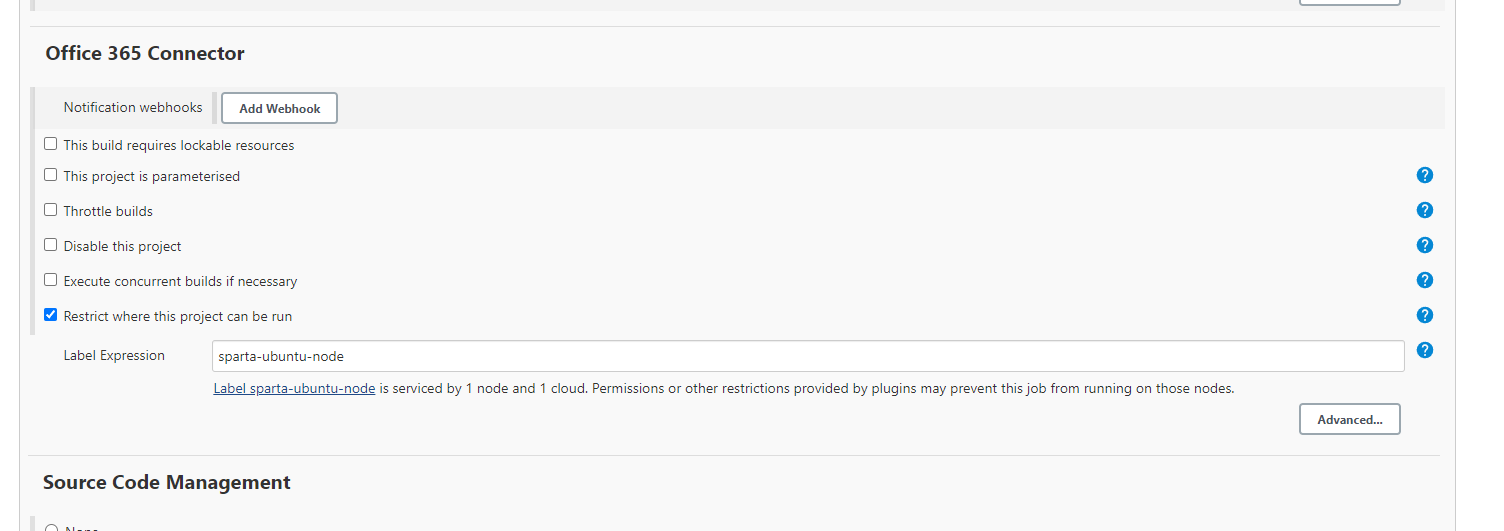 Office 365 Connector
Notification webhooks Add Webhook
This build requires lockable resources
This project is parameterised ?
Throttle builds ?
Disable this project ?
Execute concurrent builds if necessary ?
Restrict where this project can be run ?
Label Expression sparta-ubuntu-node ?
Label sparta-ubuntu-node is serviced by 1 node and 1 cloud. Permissions or other restrictions provided by plugins may prevent this job from running on those nodes.
Advanced...
Source Code Management
None